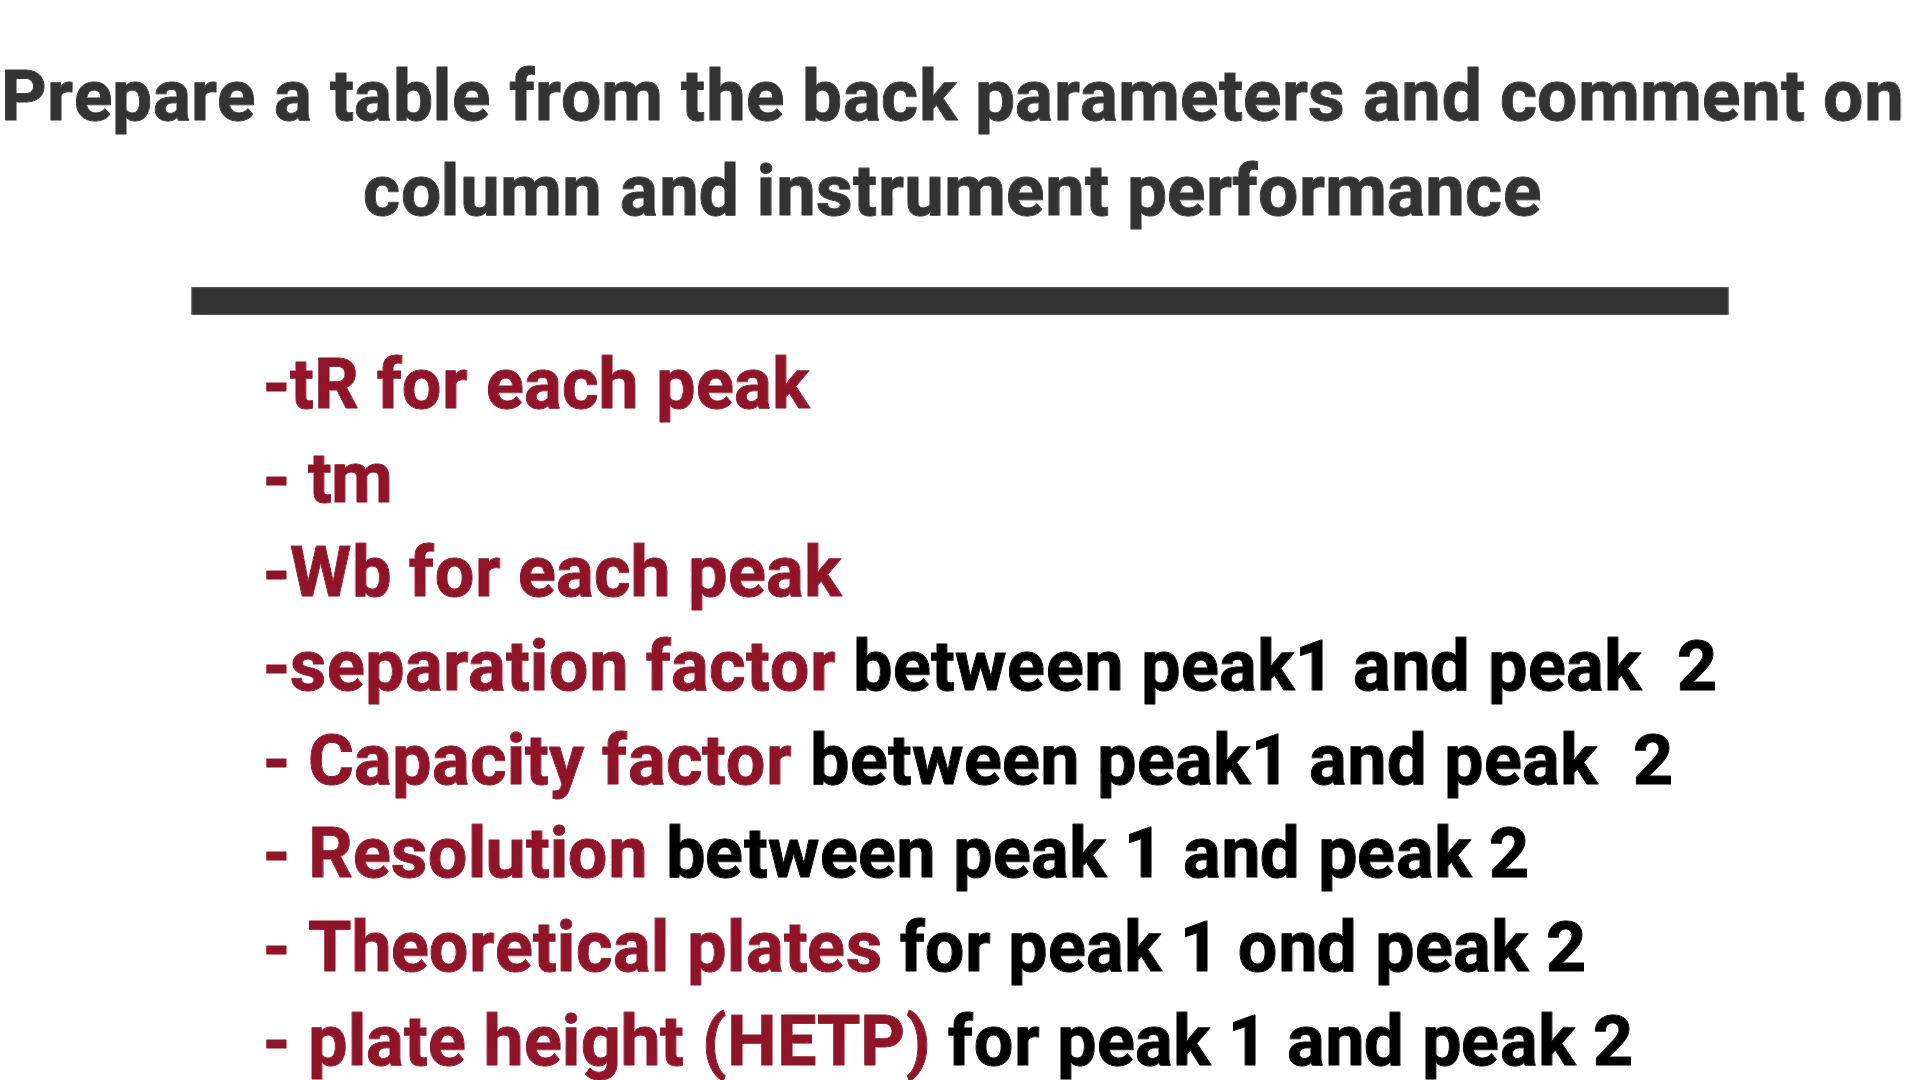 Prepare a table from the back parameters and comment on
column and instrument performance
-tR for each peak
- tm
-Wb for each peak
-separation factor between peak1 and peak 2
- Capacity factor between peak1 and peak 2
- Resolution between peak 1 and peak 2
- Theoretical plates for peak 1 ond peak 2
- plate height (HETP) for peak 1 and peak 2